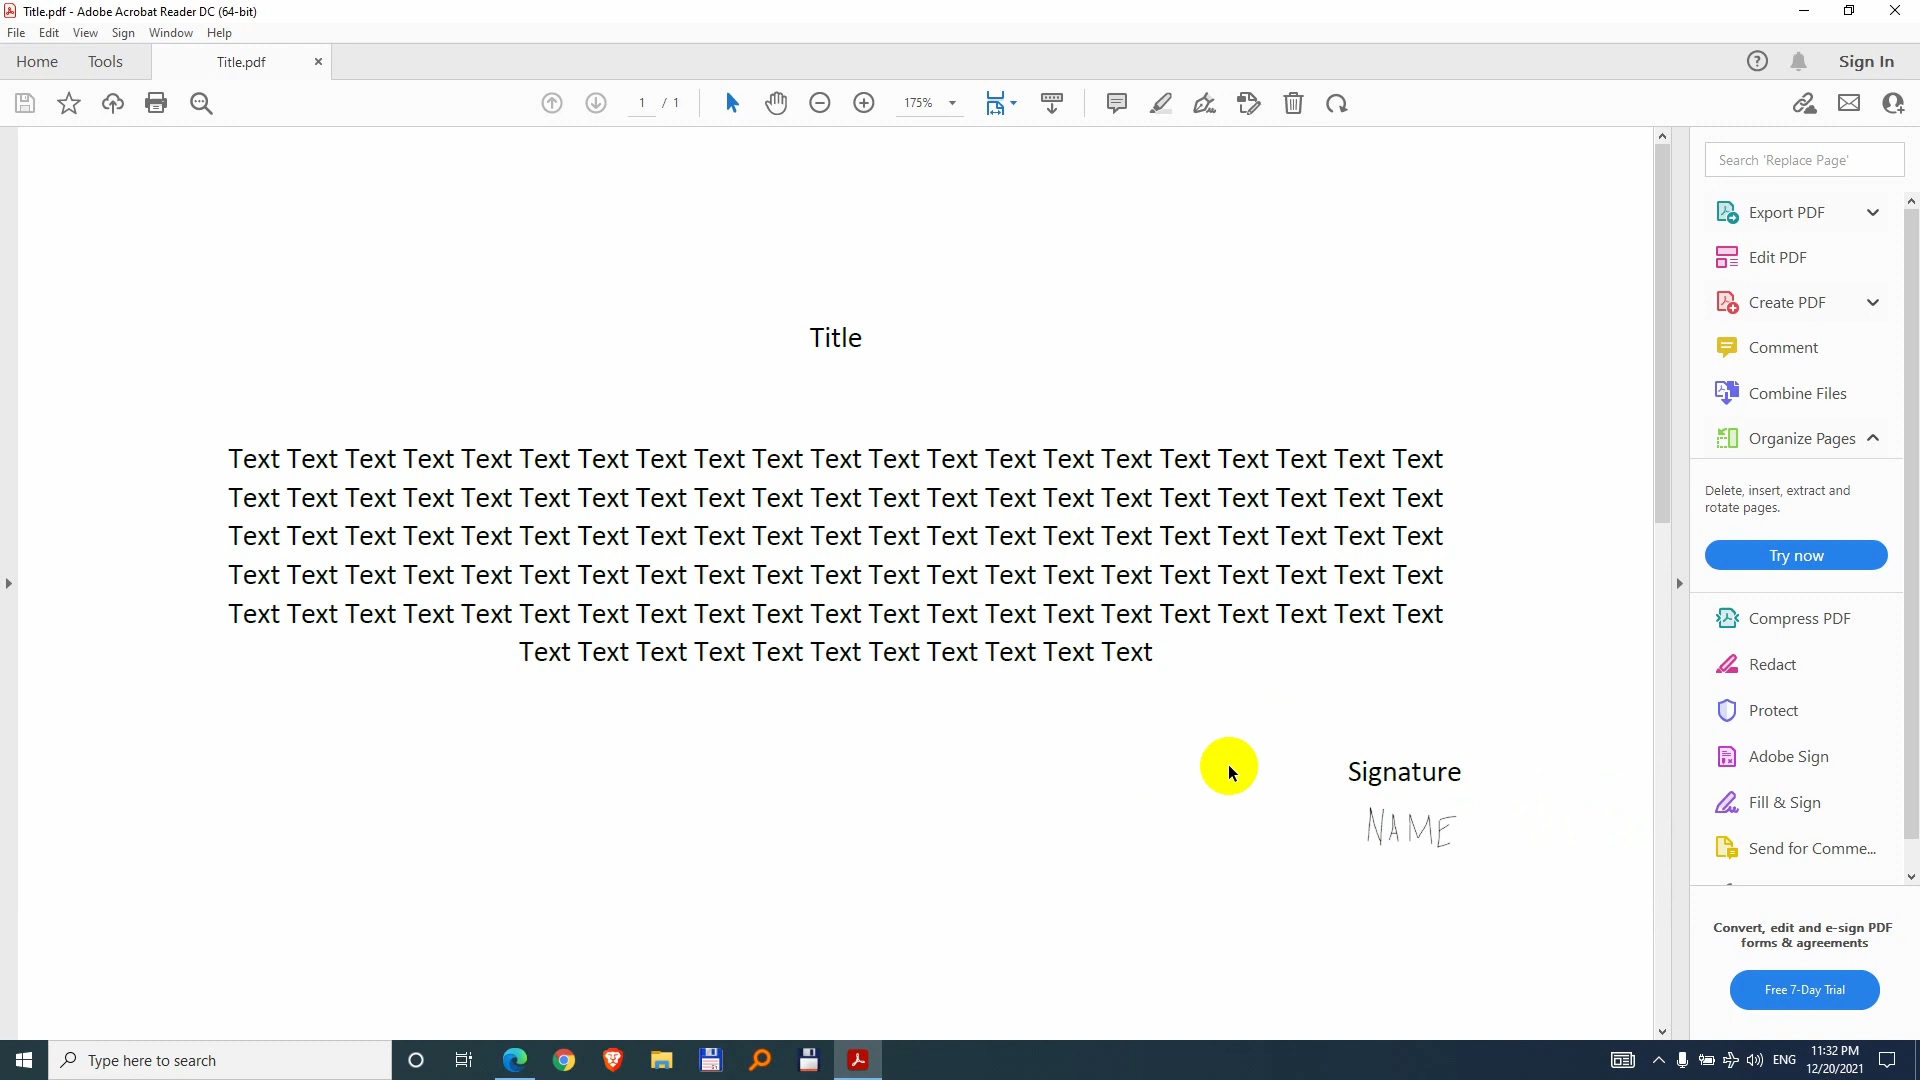 Title.pdf - Adobe Acrobat Reader DC (64-bit)
File Edit View Sign Window Help
Home Tools Title.pdf × Sign In
1 / 1 175%
Search 'Replace Page'
Export PDF
Edit PDF
Create PDF
Comment
Combine Files
Organize Pages
Delete, insert, extract and
rotate pages.
Try now
Compress PDF
Redact
Protect
Adobe Sign
Fill & Sign
Send for Comme...
Convert, edit and e-sign PDF
forms & agreements
Free 7-Day Trial
Title
Text Text Text Text Text Text Text Text Text Text Text Text Text Text Text Text Text Text Text Text Text
Text Text Text Text Text Text Text Text Text Text Text Text Text Text Text Text Text Text Text Text Text
Text Text Text Text Text Text Text Text Text Text Text Text Text Text Text Text Text Text Text Text Text
Text Text Text Text Text Text Text Text Text Text Text Text Text Text Text Text Text Text Text Text Text
Text Text Text Text Text Text Text Text Text Text Text Text Text Text Text Text Text Text Text Text Text
Text Text Text Text Text Text Text Text Text Text Text
Signature
NAME
Type here to search
ENG
11:32 PM
12/20/2021